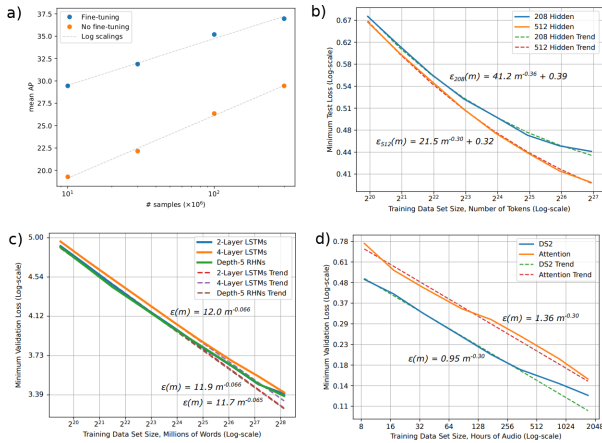 a)
37.5
35.0
32.5
30.0
27.5
25.0
22.5
20.0
mean AP
Fine-tuning
No fine-tuning
Log scalings
10¹
10²
# samples (×10⁶)
b)
0.67
0.62
0.58
0.54
0.51
0.48
0.44
0.41
Minimum Test Loss (Log-scale)
208 Hidden
512 Hidden
208 Hidden Trend
512 Hidden Trend
ε₂₀₈(m) = 41.2 m⁻⁰·³⁶ + 0.39
ε₅₁₂(m) = 21.5 m⁻⁰·³⁰ + 0.32
2²⁰ 2²¹ 2²² 2²³ 2²⁴ 2²⁵ 2²⁶ 2²⁷
Training Data Set Size, Number of Tokens (Log-scale)
c)
5.00
4.54
4.12
3.73
3.39
Minimum Validation Loss (Log-scale)
2-Layer LSTMs
4-Layer LSTMs
Depth-5 RHNs
2-Layer LSTMs Trend
4-Layer LSTMs Trend
Depth-5 RHNs Trend
ε(m) = 12.0 m⁻⁰·⁰⁶⁶
ε(m) = 11.9 m⁻⁰·⁰⁶⁶
ε(m) = 11.7 m⁻⁰·⁰⁶⁵
2²⁰ 2²¹ 2²² 2²³ 2²⁴ 2²⁵ 2²⁶ 2²⁷ 2²⁸
Training Data Set Size, Millions of Words (Log-scale)
d)
0.78
0.61
0.48
0.37
0.29
0.23
0.18
0.14
0.11
Minimum Validation Loss (Log-scale)
DS2
Attention
DS2 Trend
Attention Trend
ε(m) = 1.36 m⁻⁰·³⁰
ε(m) = 0.95 m⁻⁰·³⁰
8 16 32 64 128 256 512 1024 2048
Training Data Set Size, Hours of Audio (Log-scale)